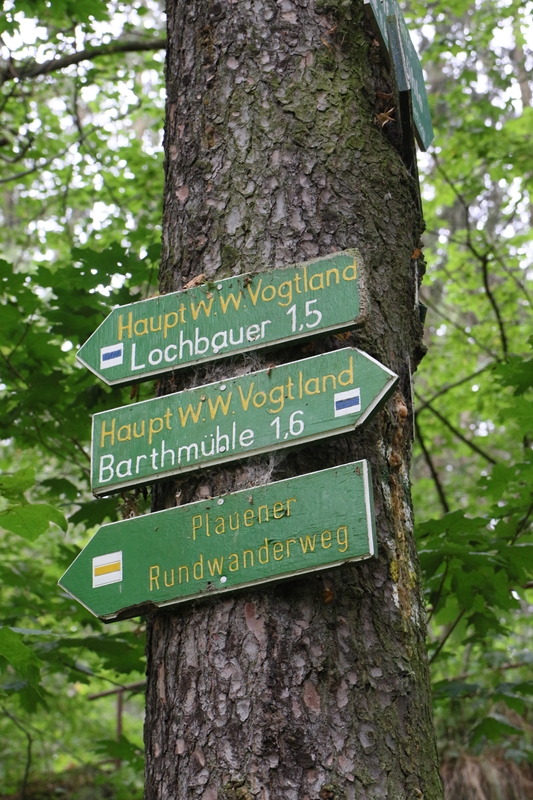 Haupt W.W. Vogtland
Lochbauer 1,5
Haupt W.W. Vogtland
Barthmühle 1,6
Plauener
Rundwanderweg